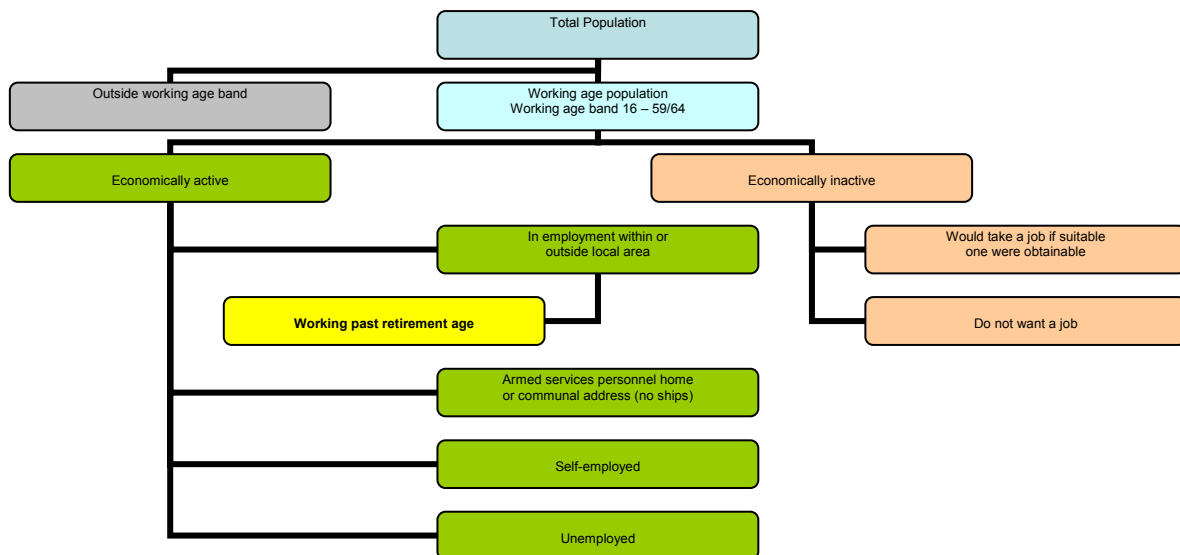 Total Population
Outside working age band
Working age population
Working age band 16 – 59/64
Economically active
Economically inactive
In employment within or
outside local area
Would take a job if suitable
one were obtainable
Working past retirement age
Do not want a job
Armed services personnel home
or communal address (no ships)
Self-employed
Unemployed